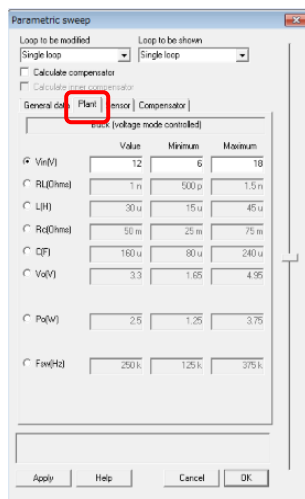 Parametric sweep
Loop to be modified Loop to be shown
Single loop Single loop
Calculate compensator
Calculate inner compensator
General data Plant Sensor Compensator
Buck (voltage mode controlled)
Value Minimum Maximum
Vin(V) 12 6 18
RL(Ohms) 1 n 500 p 1.5 n
L(H) 30 u 15 u 45 u
Rc(Ohms) 50 m 25 m 75 m
C(F) 160 u 80 u 240 u
Vo(V) 3.3 1.65 4.95
Po(W) 2.5 1.25 3.75
Fsw(Hz) 250 k 125 k 375 k
Apply Help Cancel OK